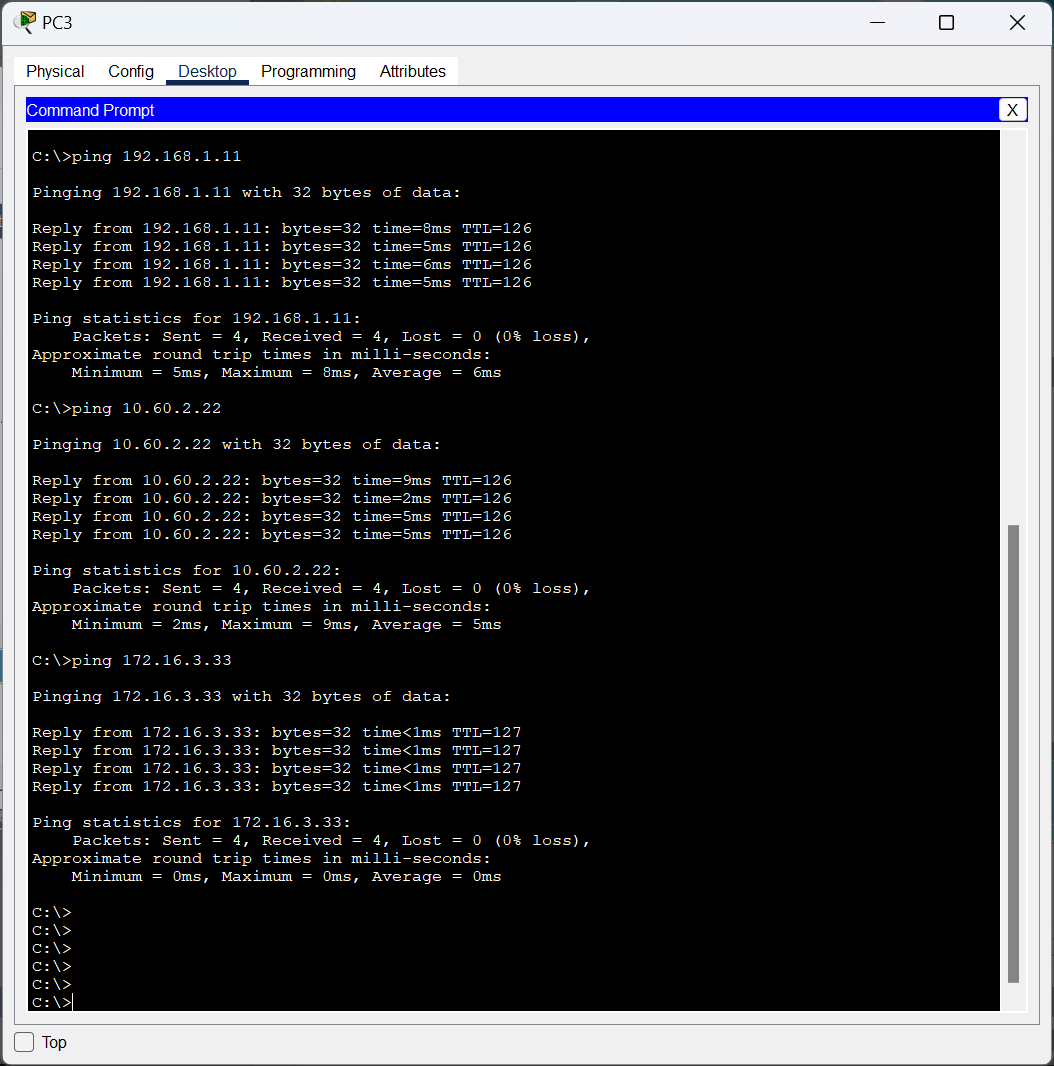 PC3
Physical Config Desktop Programming Attributes
Command Prompt X
C:\>ping 192.168.1.11
Pinging 192.168.1.11 with 32 bytes of data:
Reply from 192.168.1.11: bytes=32 time=8ms TTL=126
Reply from 192.168.1.11: bytes=32 time=5ms TTL=126
Reply from 192.168.1.11: bytes=32 time=6ms TTL=126
Reply from 192.168.1.11: bytes=32 time=5ms TTL=126
Ping statistics for 192.168.1.11:
    Packets: Sent = 4, Received = 4, Lost = 0 (0% loss),
Approximate round trip times in milli-seconds:
    Minimum = 5ms, Maximum = 8ms, Average = 6ms
C:\>ping 10.60.2.22
Pinging 10.60.2.22 with 32 bytes of data:
Reply from 10.60.2.22: bytes=32 time=9ms TTL=126
Reply from 10.60.2.22: bytes=32 time=2ms TTL=126
Reply from 10.60.2.22: bytes=32 time=5ms TTL=126
Reply from 10.60.2.22: bytes=32 time=5ms TTL=126
Ping statistics for 10.60.2.22:
    Packets: Sent = 4, Received = 4, Lost = 0 (0% loss),
Approximate round trip times in milli-seconds:
    Minimum = 2ms, Maximum = 9ms, Average = 5ms
C:\>ping 172.16.3.33
Pinging 172.16.3.33 with 32 bytes of data:
Reply from 172.16.3.33: bytes=32 time<1ms TTL=127
Reply from 172.16.3.33: bytes=32 time<1ms TTL=127
Reply from 172.16.3.33: bytes=32 time<1ms TTL=127
Reply from 172.16.3.33: bytes=32 time<1ms TTL=127
Ping statistics for 172.16.3.33:
    Packets: Sent = 4, Received = 4, Lost = 0 (0% loss),
Approximate round trip times in milli-seconds:
    Minimum = 0ms, Maximum = 0ms, Average = 0ms
C:\>
C:\>
C:\>
C:\>
C:\>
C:\>
Top